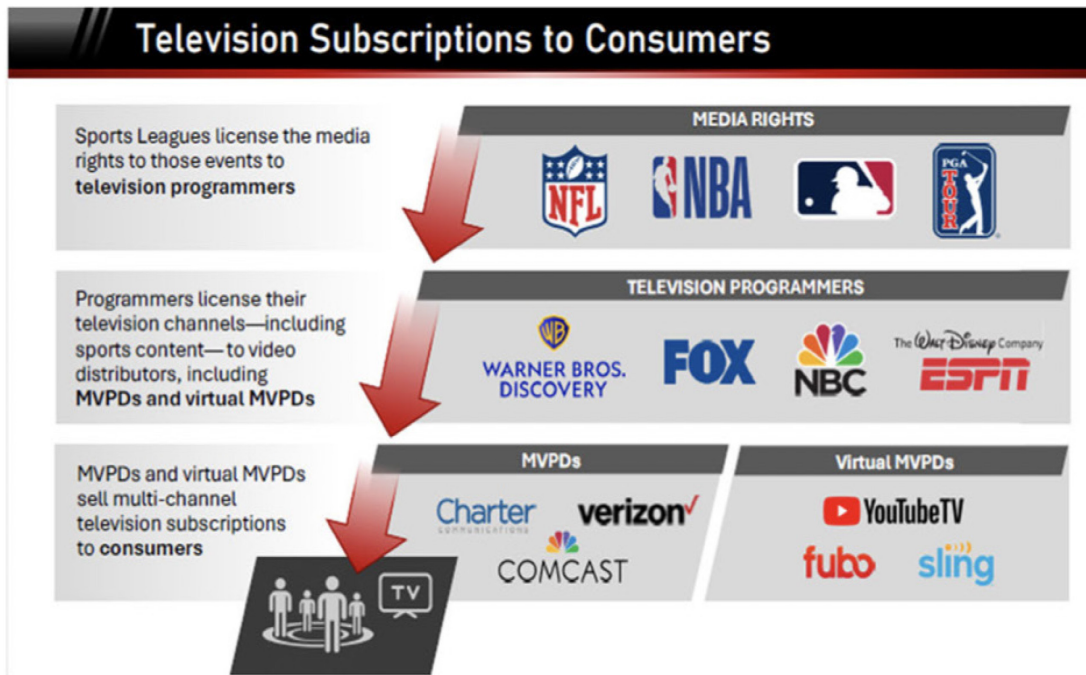 Television Subscriptions to Consumers
Sports Leagues license the media
rights to those events to
television programmers
MEDIA RIGHTS
NFL
NBA
PGA
TOUR
Programmers license their
television channels—including
sports content—to video
distributors, including
MVPDs and virtual MVPDs
TELEVISION PROGRAMMERS
WB
WARNER BROS.
DISCOVERY
FOX
NBC
The Walt Disney Company
ESPN
MVPDs and virtual MVPDs
sell multi-channel
television subscriptions
to consumers
MVPDs
Charter
COMMUNICATIONS
verizon✓
COMCAST
Virtual MVPDs
YouTubeTV
fubo
sling
TV